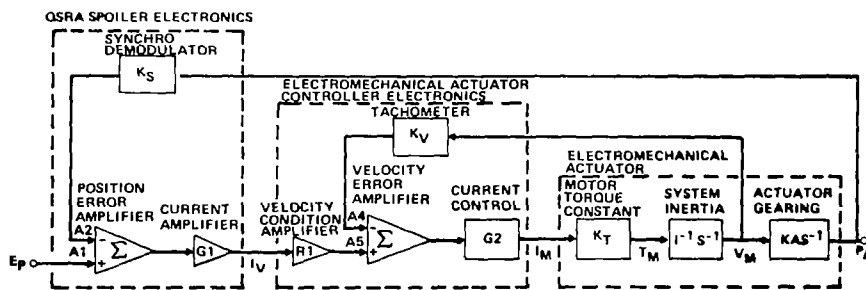 QSRA SPOILER ELECTRONICS
SYNCHRO
DEMODULATOR
K_S
ELECTROMECHANICAL ACTUATOR
CONTROLLER ELECTRONICS
TACHOMETER
K_V
ELECTROMECHANICAL
ACTUATOR
POSITION
ERROR
AMPLIFIER
CURRENT
AMPLIFIER
VELOCITY
CONDITION
AMPLIFIER
VELOCITY
ERROR
AMPLIFIER
CURRENT
CONTROL
MOTOR
TORQUE
CONSTANT
SYSTEM
INERTIA
ACTUATOR
GEARING
A2
A1
E_P
-
+
Σ
G1
I_V
R1
A4
A5
-
+
Σ
G2
I_M
K_T
T_M
I⁻¹ S⁻¹
V_M
KAS⁻¹